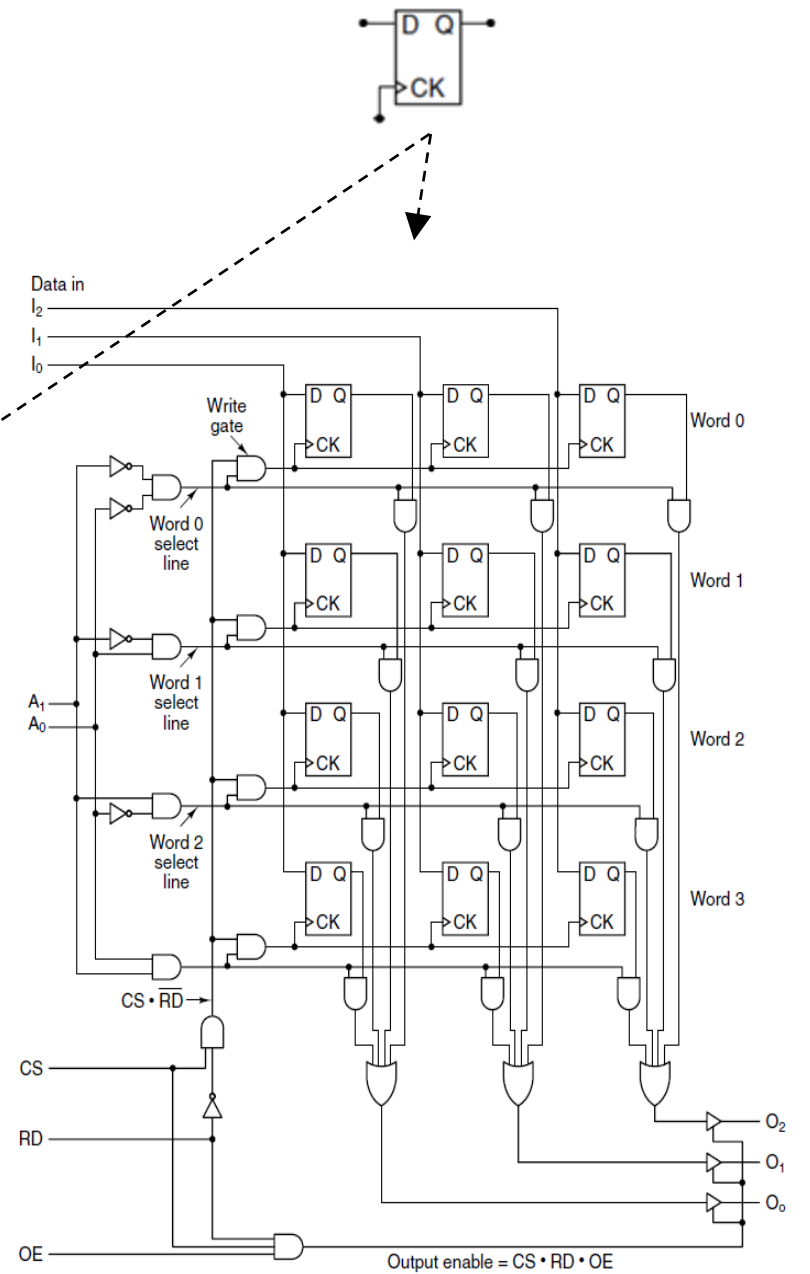 D Q
CK
Data in
I₂
I₁
I₀
Write
gate
D Q
CK
D Q
CK
D Q
CK
Word 0
Word 0
select
line
D Q
CK
D Q
CK
D Q
CK
Word 1
Word 1
select
line
A₁
A₀
D Q
CK
D Q
CK
D Q
CK
Word 2
Word 2
select
line
D Q
CK
D Q
CK
D Q
CK
Word 3
CS • R̅D̅
CS
RD
OE
O₂
O₁
O₀
Output enable = CS • RD • OE